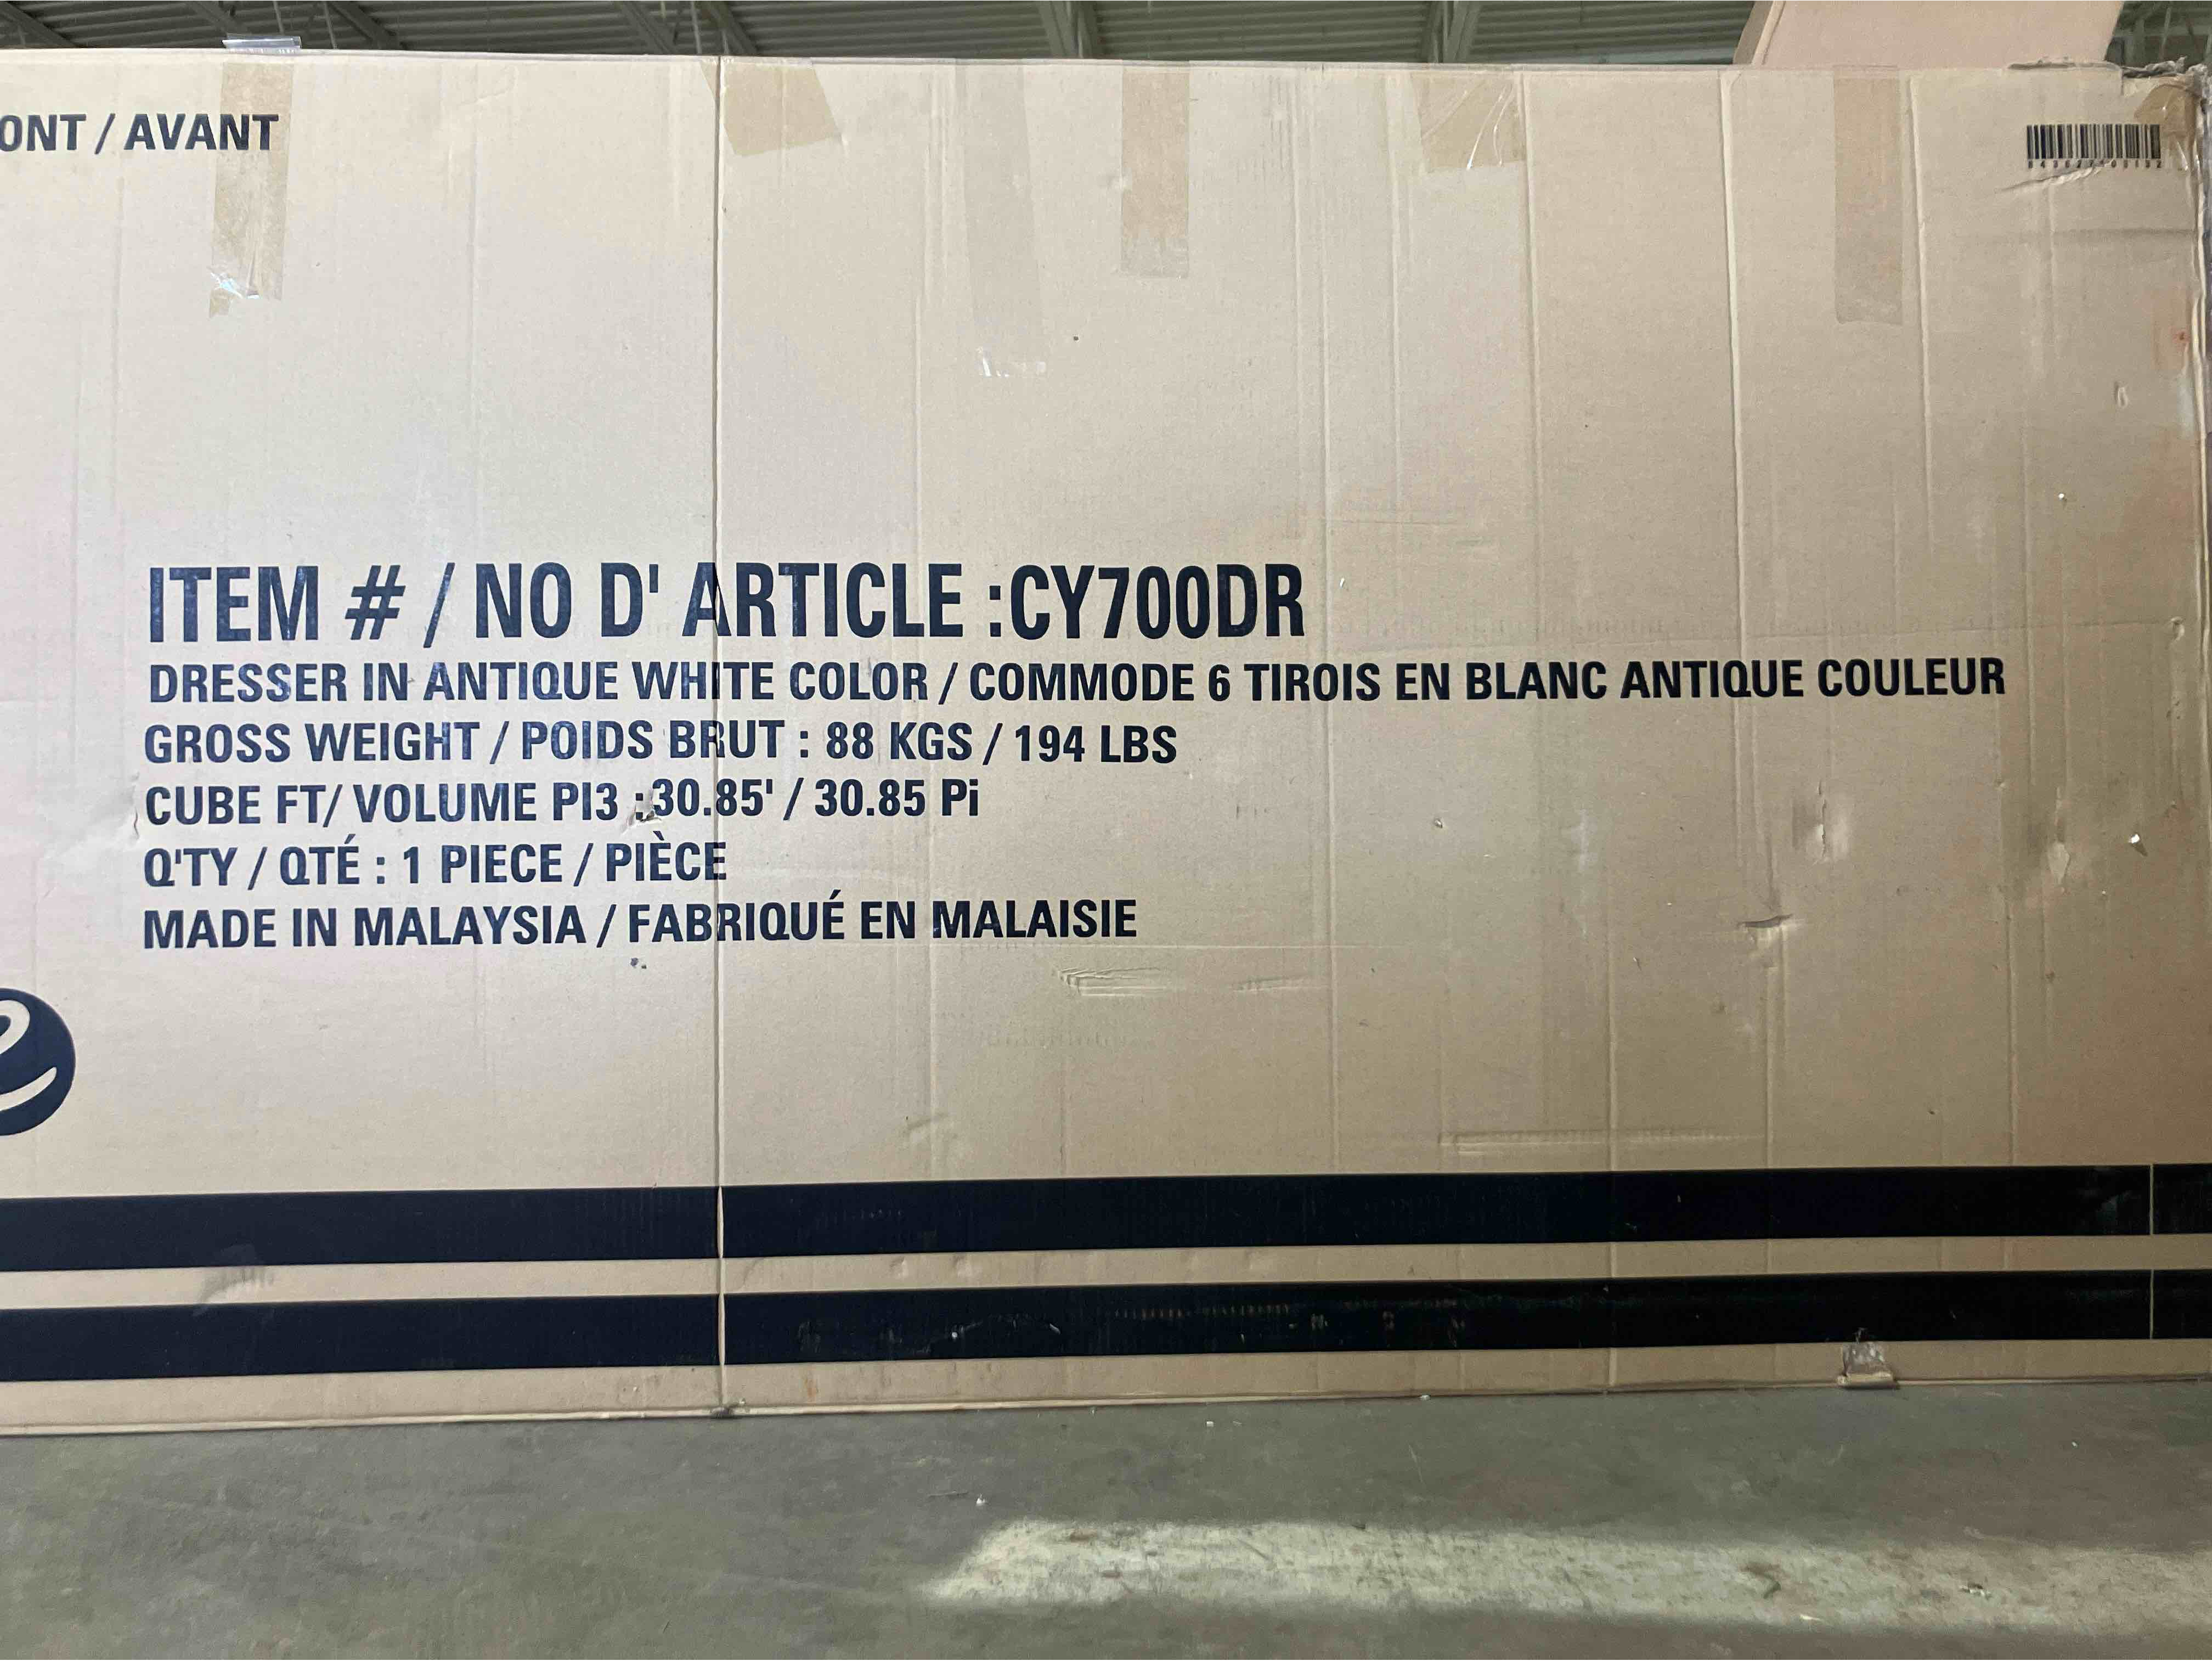 ONT / AVANT
ITEM # / NO D' ARTICLE :CY700DR
DRESSER IN ANTIQUE WHITE COLOR / COMMODE 6 TIROIS EN BLANC ANTIQUE COULEUR
GROSS WEIGHT / POIDS BRUT : 88 KGS / 194 LBS
CUBE FT/ VOLUME PI3 :30.85' / 30.85 Pi
Q'TY / QTÉ : 1 PIECE / PIÈCE
MADE IN MALAYSIA / FABRIQUÉ EN MALAISIE